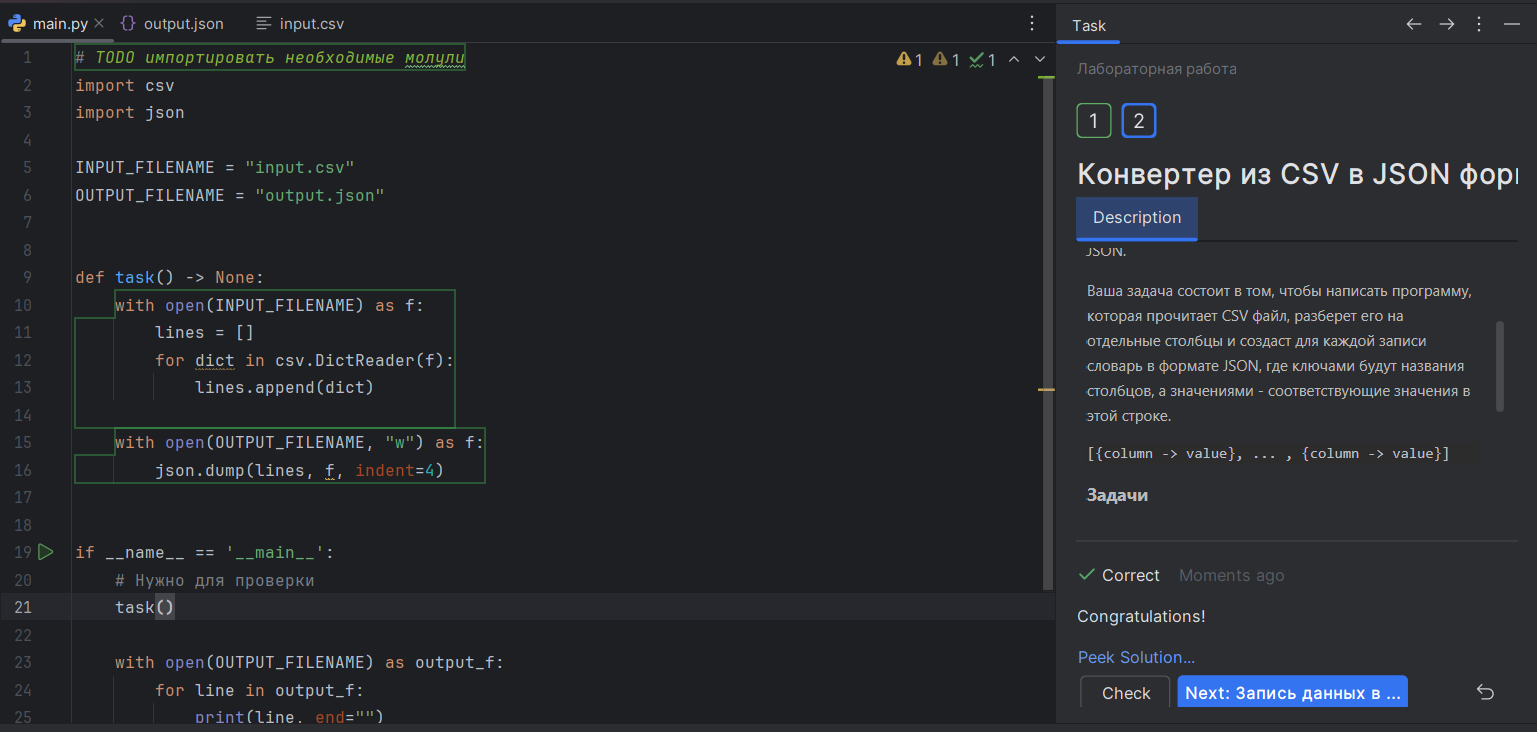 main.py
output.json
input.csv
1 # TODO импортировать необходимые молули
2 import csv
3 import json
4
5 INPUT_FILENAME = "input.csv"
6 OUTPUT_FILENAME = "output.json"
7
8
9 def task() -> None:
10 with open(INPUT_FILENAME) as f:
11 lines = []
12 for dict in csv.DictReader(f):
13 lines.append(dict)
14
15 with open(OUTPUT_FILENAME, "w") as f:
16 json.dump(lines, f, indent=4)
17
18
19 if __name__ == '__main__':
20 # Нужно для проверки
21 task()
22
23 with open(OUTPUT_FILENAME) as output_f:
24 for line in output_f:
25 print(line, end="")
1 1 1
Task
Лабораторная работа
1 2
Конвертер из CSV в JSON
Description
JSON.
Ваша задача состоит в том, чтобы написать программу,
которая прочитает CSV файл, разберет его на
отдельные столбцы и создаст для каждой записи
словарь в формате JSON, где ключами будут названия
столбцов, а значениями - соответствующие значения в
этой строке.
[{column -> value}, ... , {column -> value}]
Задачи
Correct Moments ago
Congratulations!
Peek Solution...
Check
Next: Запись данных в ...